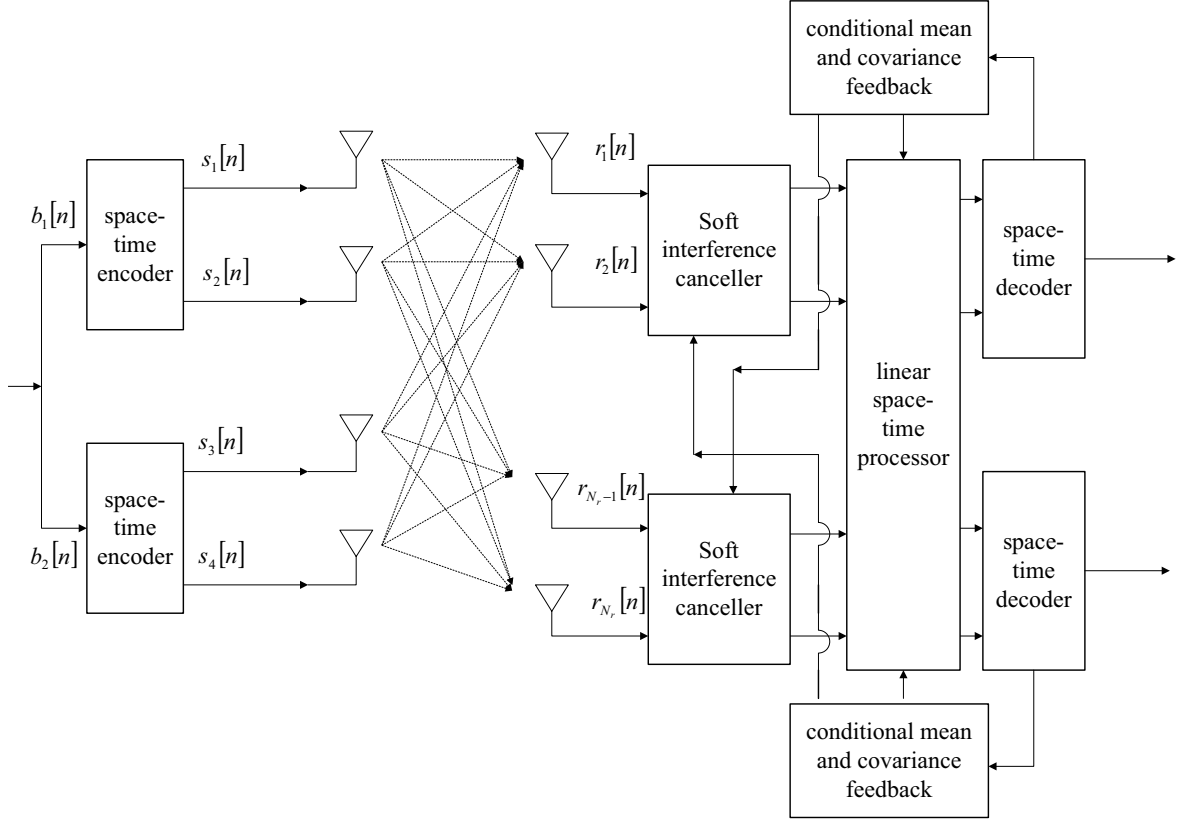 conditional mean
and covariance
feedback
s₁[n]
r₁[n]
b₁[n]
space-
time
encoder
s₂[n]
r₂[n]
Soft
interference
canceller
space-
time
decoder
linear
space-
time
processor
s₃[n]
b₂[n]
space-
time
encoder
s₄[n]
r_{N_r−1}[n]
r_{N_r}[n]
Soft
interference
canceller
space-
time
decoder
conditional mean
and covariance
feedback